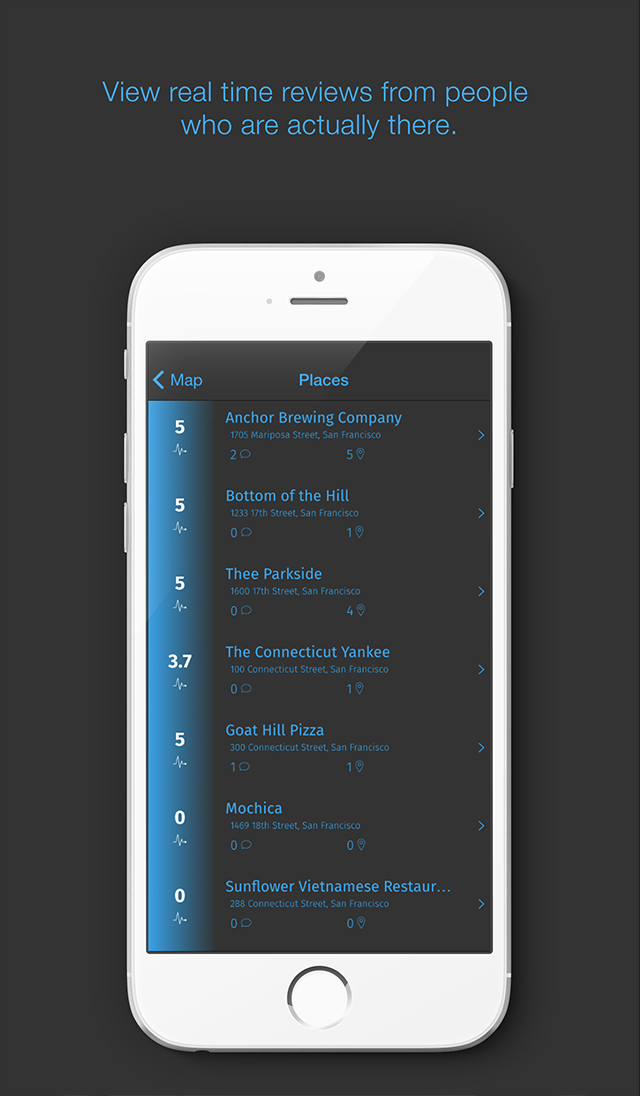 View real time reviews from people
who are actually there.
Map
Places
5
Anchor Brewing Company
1705 Mariposa Street, San Francisco
2
5
5
Bottom of the Hill
1233 17th Street, San Francisco
0
1
5
Thee Parkside
1600 17th Street, San Francisco
0
4
3.7
The Connecticut Yankee
100 Connecticut Street, San Francisco
0
1
5
Goat Hill Pizza
300 Connecticut Street, San Francisco
1
1
0
Mochica
1469 18th Street, San Francisco
0
0
0
Sunflower Vietnamese Restaur...
288 Connecticut Street, San Francisco
0
0